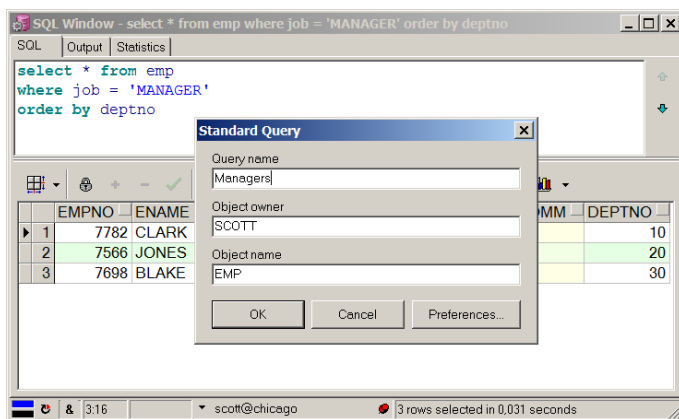 SQL Window - select * from emp where job = 'MANAGER' order by deptno
SQL Output Statistics
select * from emp
where job = 'MANAGER'
order by deptno
Standard Query
Query name
Managers
Object owner
SCOTT
Object name
EMP
OK Cancel Preferences...
EMPNO ENAME MM DEPTNO
1 7782 CLARK 10
2 7566 JONES 20
3 7698 BLAKE 30
& 3:16 scott@chicago 3 rows selected in 0,031 seconds